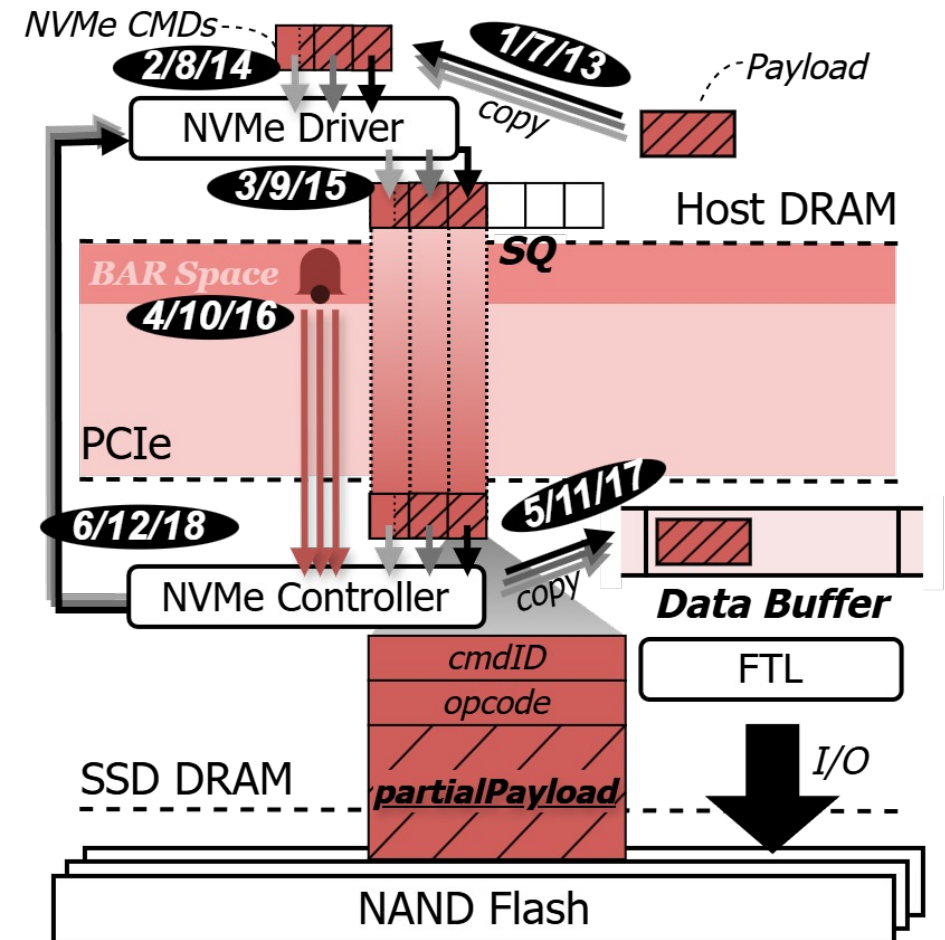 NVMe CMDs
1/7/13
2/8/14
Payload
copy
NVMe Driver
3/9/15
Host DRAM
SQ
BAR Space
4/10/16
PCIe
5/11/17
6/12/18
NVMe Controller
copy
Data Buffer
cmdID
FTL
opcode
I/O
SSD DRAM
partialPayload
NAND Flash